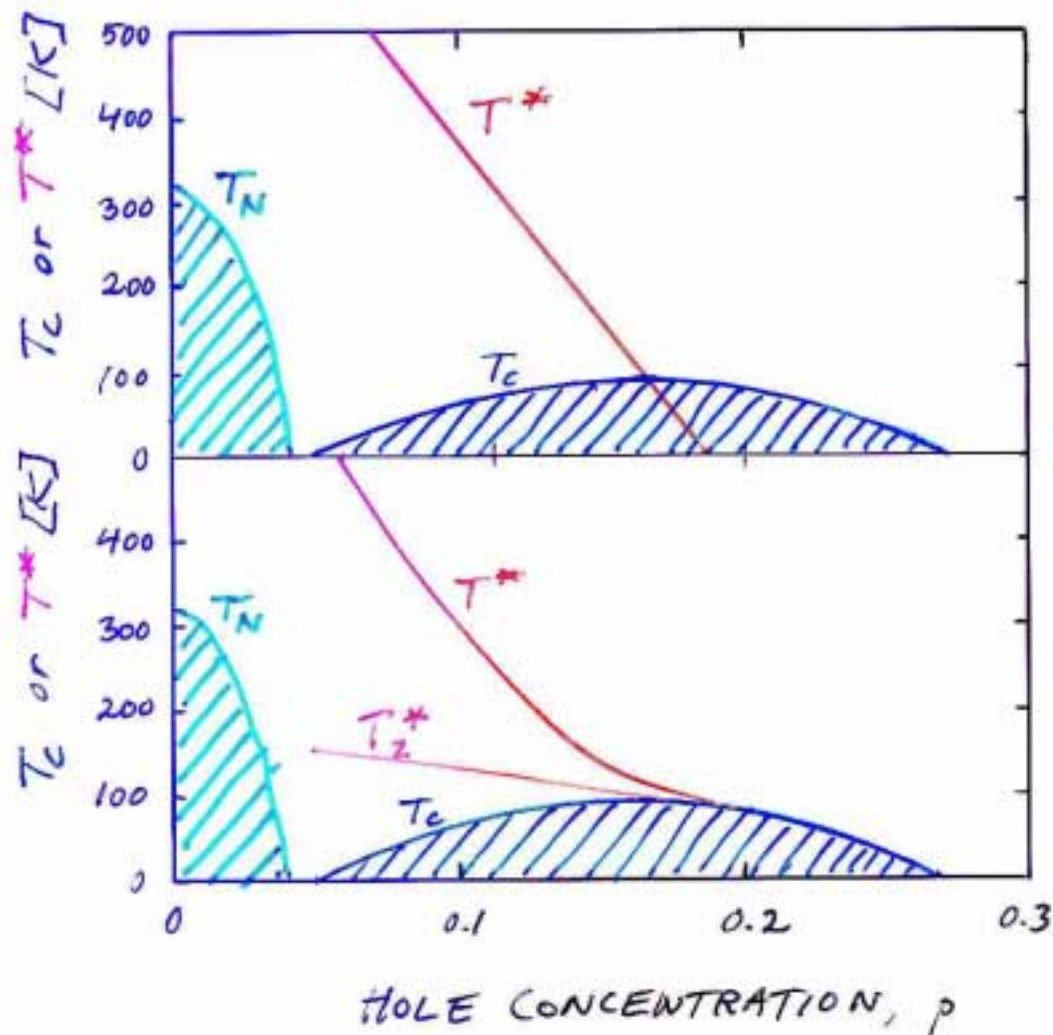 500
400
300
200
100
0
Tc or T* [K]
TN
T*
Tc
400
300
200
100
0
Tc or T* [K]
TN
T*
T2*
Tc
0 0.1 0.2 0.3
HOLE CONCENTRATION, p